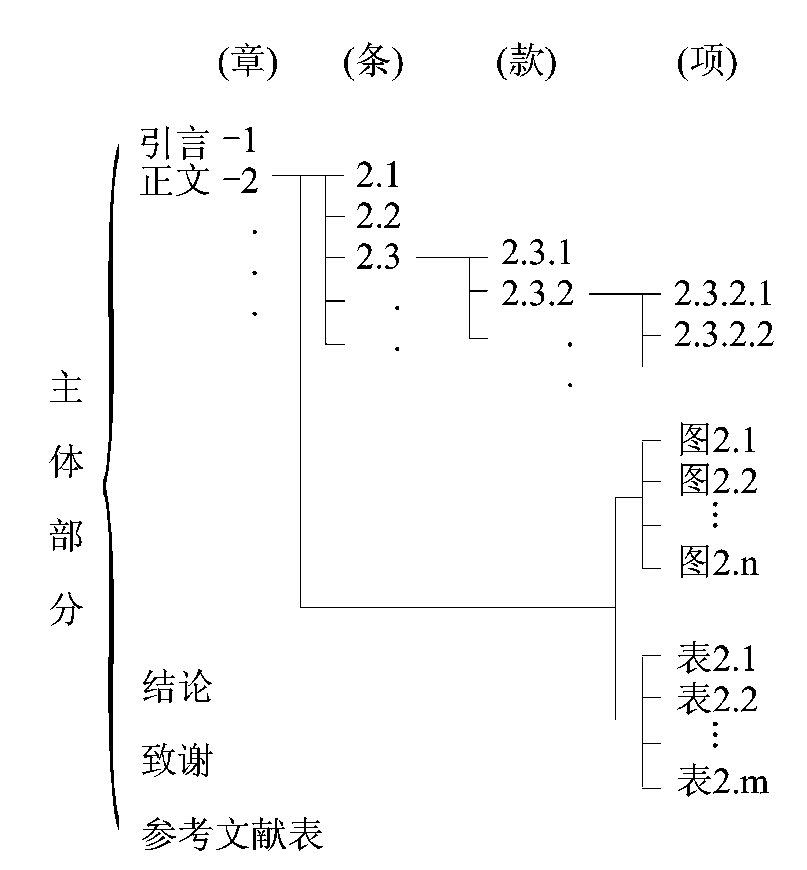 (章) (条) (款) (项)
引言 -1
正文 -2 2.1
. 2.2
. 2.3 2.3.1
. . 2.3.2 2.3.2.1
. . 2.3.2.2
.
主体部分
图2.1
图2.2
⋮
图2.n
表2.1
表2.2
⋮
表2.m
结论
致谢
参考文献表